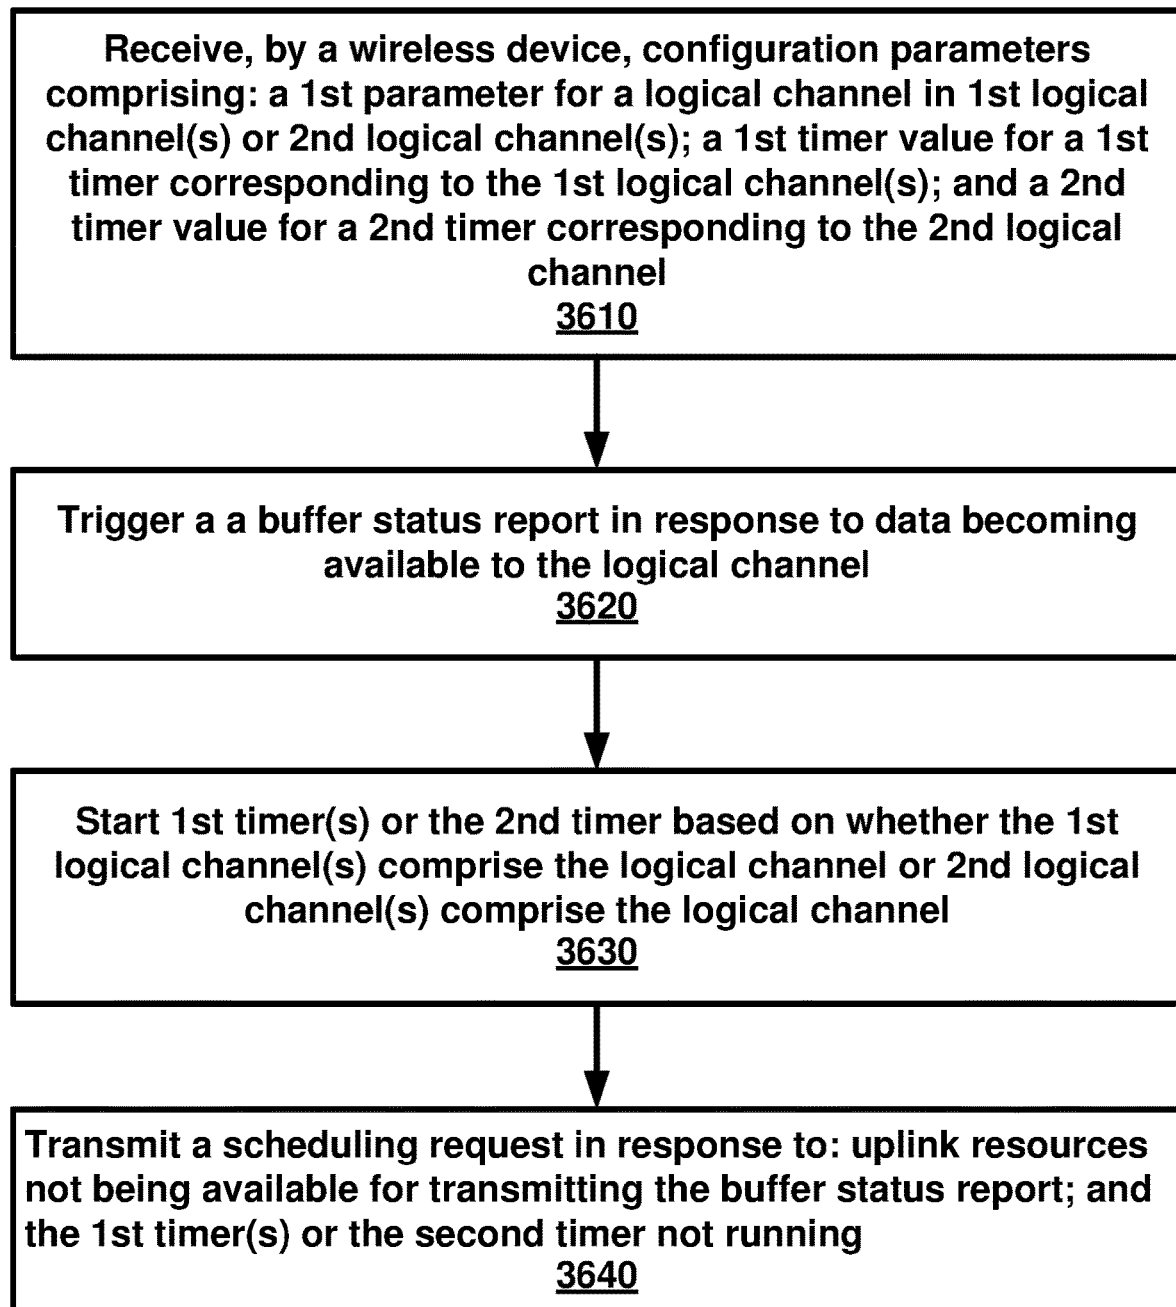 Receive, by a wireless device, configuration parameters
comprising: a 1st parameter for a logical channel in 1st logical
channel(s) or 2nd logical channel(s); a 1st timer value for a 1st
timer corresponding to the 1st logical channel(s); and a 2nd
timer value for a 2nd timer corresponding to the 2nd logical
channel
3610
Trigger a a buffer status report in response to data becoming
available to the logical channel
3620
Start 1st timer(s) or the 2nd timer based on whether the 1st
logical channel(s) comprise the logical channel or 2nd logical
channel(s) comprise the logical channel
3630
Transmit a scheduling request in response to: uplink resources
not being available for transmitting the buffer status report; and
the 1st timer(s) or the second timer not running
3640